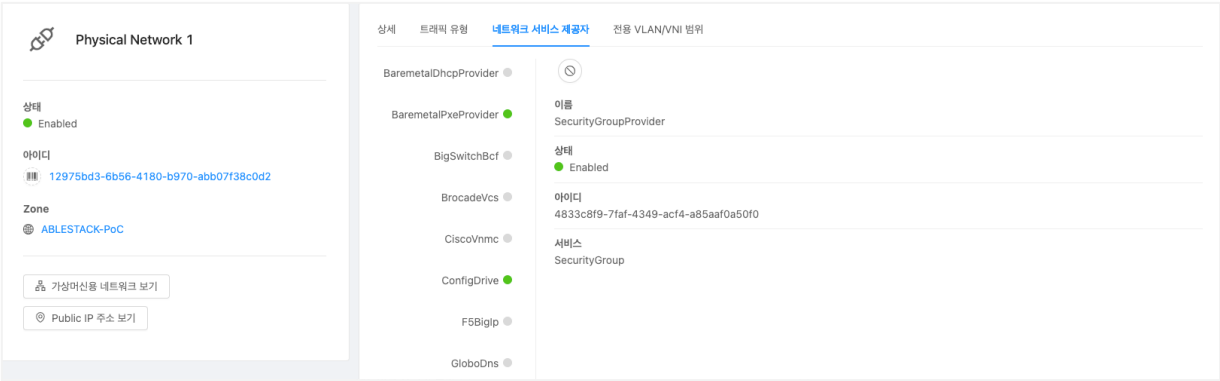 Physical Network 1
상태
Enabled
아이디
12975bd3-6b56-4180-b970-abb07f38c0d2
Zone
ABLESTACK-PoC
가상머신용 네트워크 보기
Public IP 주소 보기
상세 트래픽 유형 네트워크 서비스 제공자 전용 VLAN/VNI 범위
BaremetalDhcpProvider
BaremetalPxeProvider
BigSwitchBcf
BrocadeVcs
CiscoVnmc
ConfigDrive
F5BigIp
GloboDns
이름
SecurityGroupProvider
상태
Enabled
아이디
4833c8f9-7faf-4349-acf4-a85aaf0a50f0
서비스
SecurityGroup